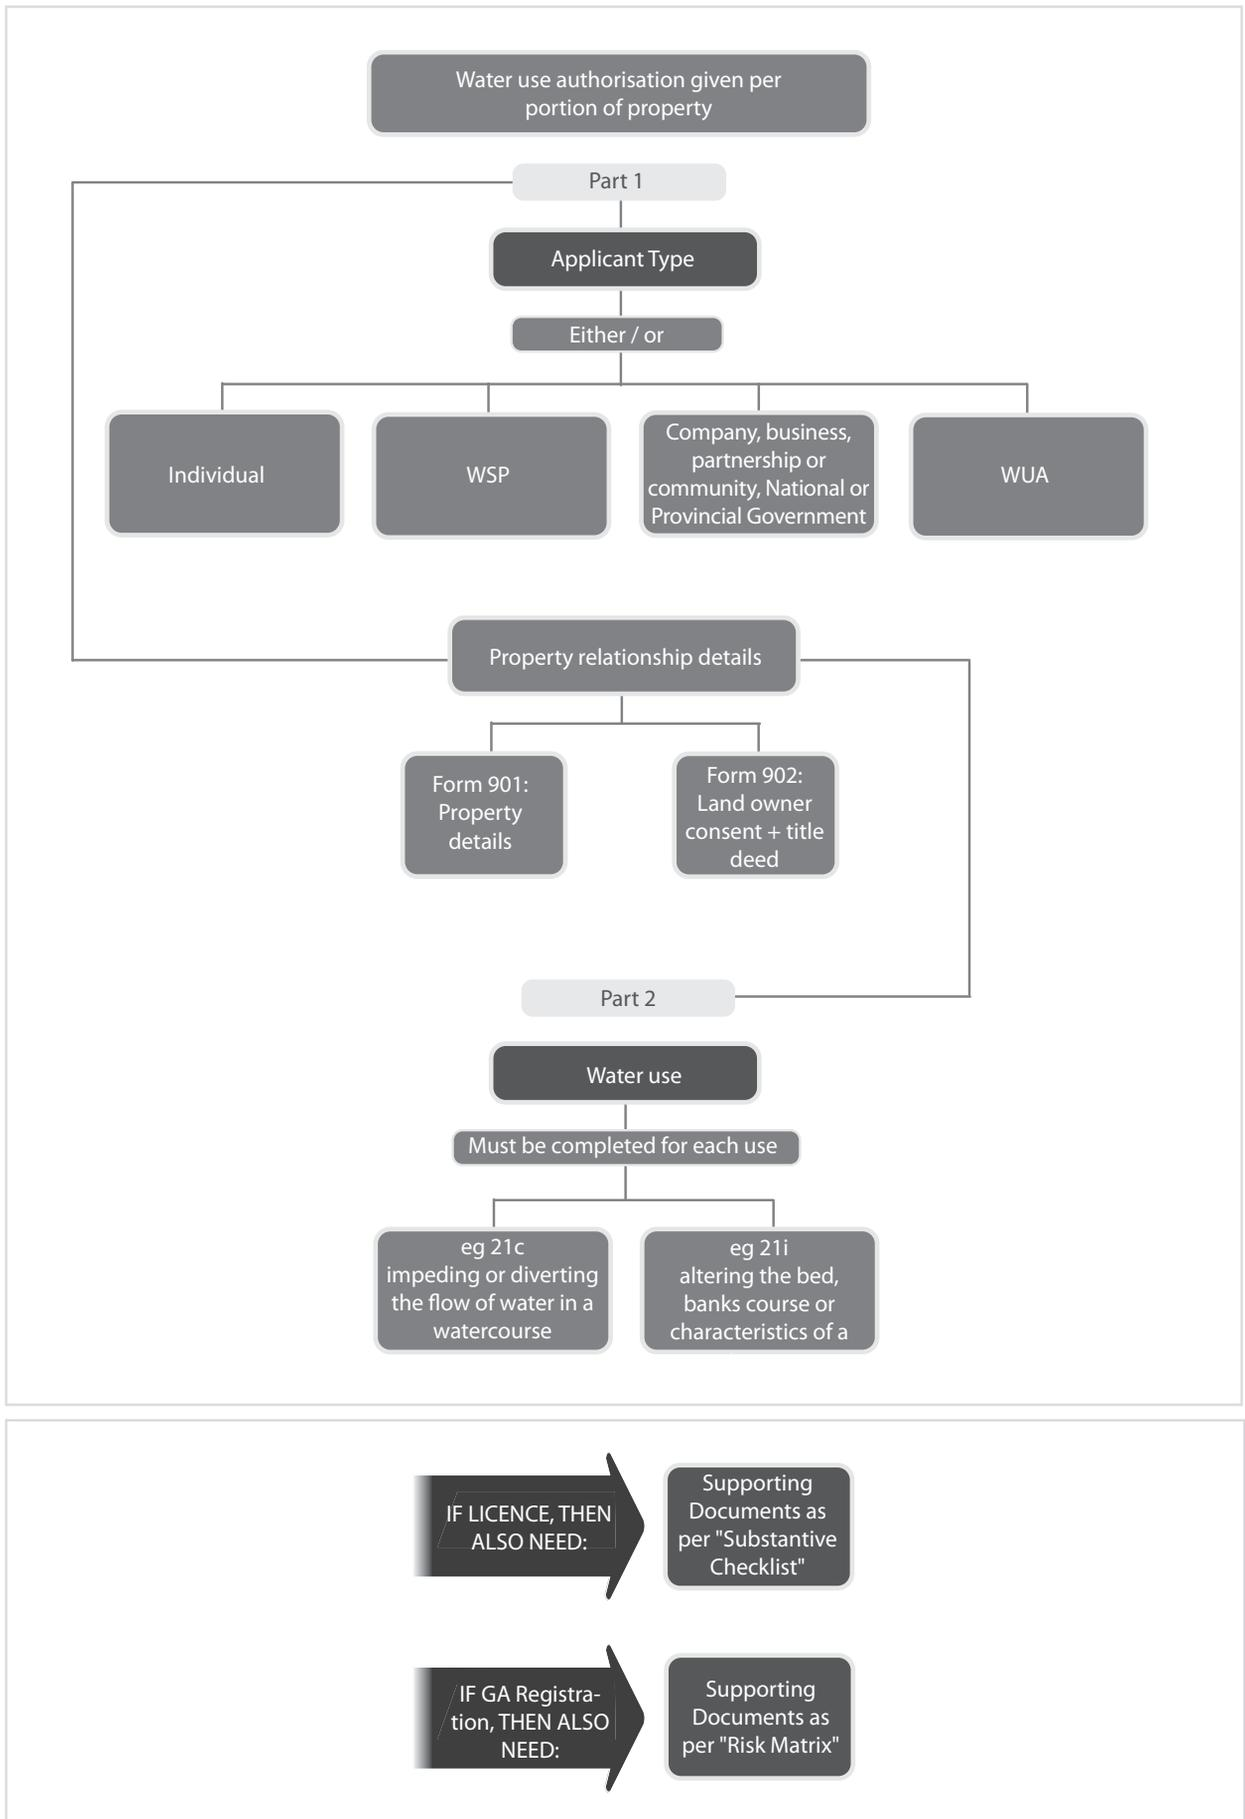 Water use authorisation given per
portion of property
Part 1
Applicant Type
Either / or
Individual
WSP
Company, business,
partnership or
community, National or
Provincial Government
WUA
Property relationship details
Form 901:
Property
details
Form 902:
Land owner
consent + title
deed
Part 2
Water use
Must be completed for each use
eg 21c
impeding or diverting
the flow of water in a
watercourse
eg 21i
altering the bed,
banks course or
characteristics of a
IF LICENCE, THEN
ALSO NEED:
Supporting
Documents as
per "Substantive
Checklist"
IF GA Registra-
tion, THEN ALSO
NEED:
Supporting
Documents as
per "Risk Matrix"